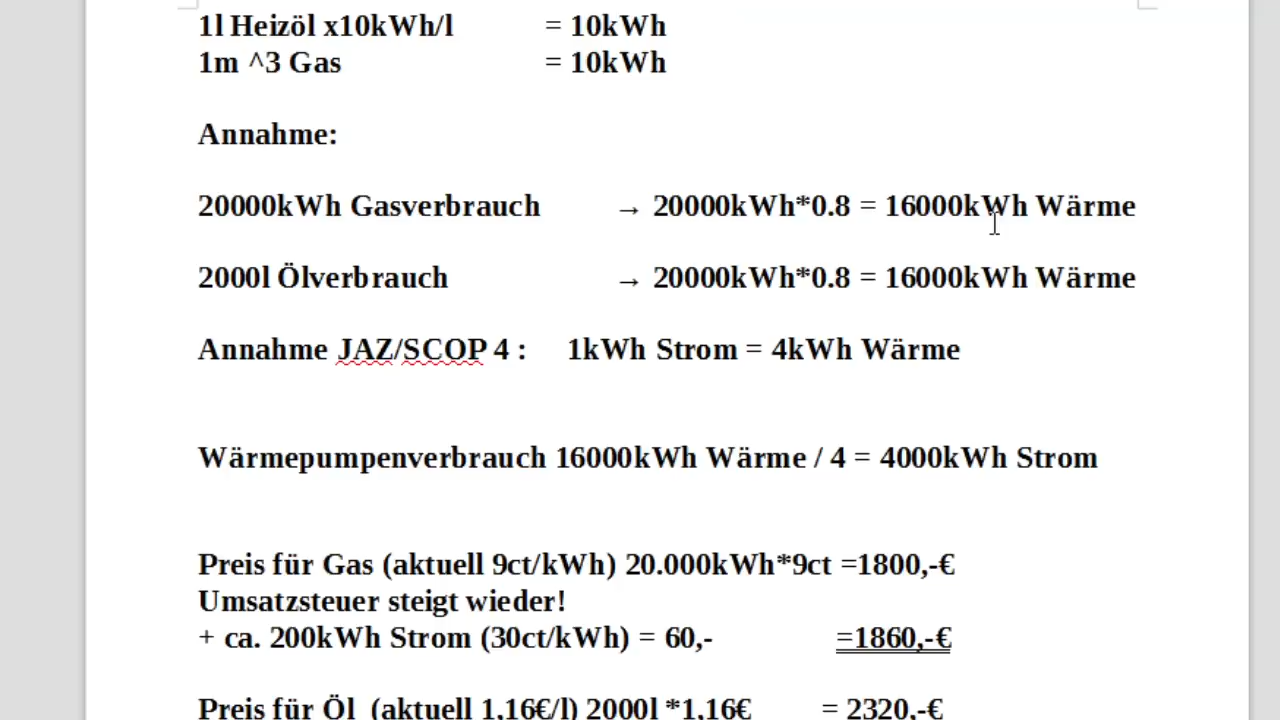 1l Heizöl x10kWh/l = 10kWh
1m ^3 Gas = 10kWh
Annahme:
20000kWh Gasverbrauch → 20000kWh*0.8 = 16000kWh Wärme
2000l Ölverbrauch → 20000kWh*0.8 = 16000kWh Wärme
Annahme JAZ/SCOP 4 : 1kWh Strom = 4kWh Wärme
Wärmepumpenverbrauch 16000kWh Wärme / 4 = 4000kWh Strom
Preis für Gas (aktuell 9ct/kWh) 20.000kWh*9ct =1800,-€
Umsatzsteuer steigt wieder!
+ ca. 200kWh Strom (30ct/kWh) = 60,- =1860,-€
Preis für Öl (aktuell 1,16€/l) 2000l *1,16€ = 2320,-€